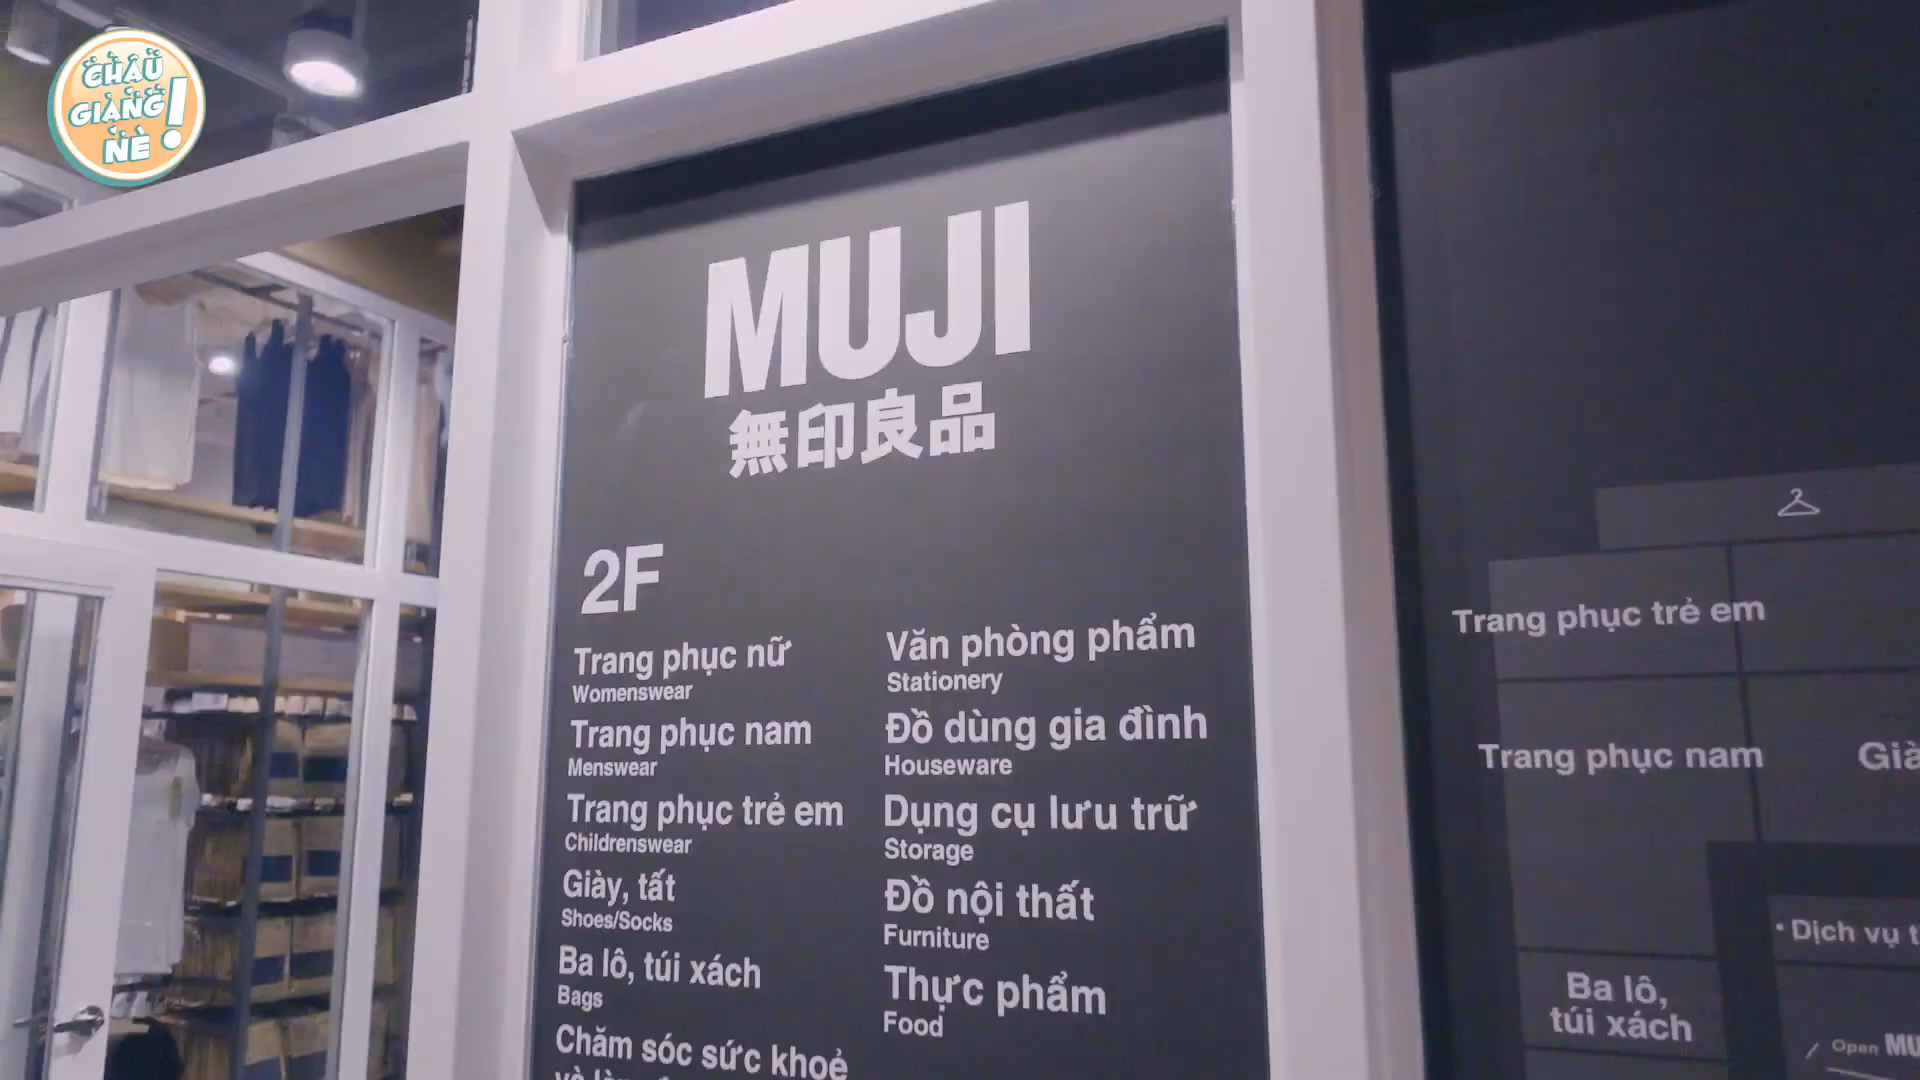 CHÂU
GIANG
NÈ!
MUJI
無印良品
2F
Trang phục nữ
Womenswear
Trang phục nam
Menswear
Trang phục trẻ em
Childrenswear
Giày, tất
Shoes/Socks
Ba lô, túi xách
Bags
Chăm sóc sức khoẻ
Văn phòng phẩm
Stationery
Đồ dùng gia đình
Houseware
Dụng cụ lưu trữ
Storage
Đồ nội thất
Furniture
Thực phẩm
Food
Trang phục trẻ em
Trang phục nam
Ba lô,
túi xách
• Dịch vụ
Open